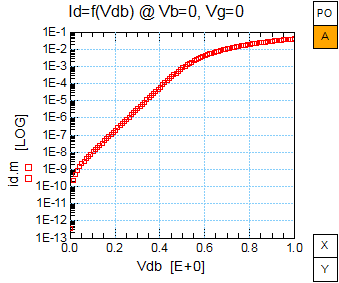 Id=f(Vdb) @ Vb=0, Vg=0
PO
A
id.m [LOG]
1E-1
1E-2
1E-3
1E-4
1E-5
1E-6
1E-7
1E-8
1E-9
1E-10
1E-11
1E-12
1E-13
0.0 0.2 0.4 0.6 0.8 1.0
Vdb [E+0]
X
Y